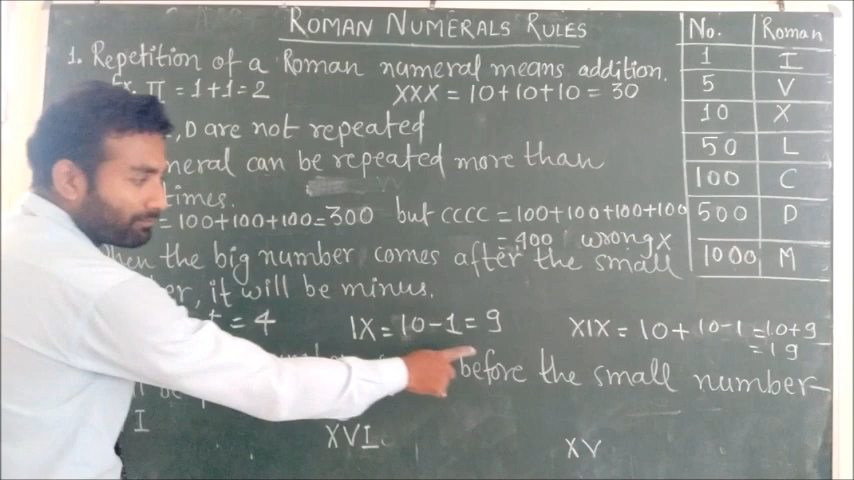 ROMAN NUMERALS RULES
1. Repetition of a Roman numeral means addition.
Ex. II = 1+1=2 XXX = 10+10+10 = 30
, D are not repeated
meral can be repeated more than
times.
= 100+100+100=300 but CCCC = 100+100+100+100
= 400 wrong x
hen the big number comes after the small
er, it will be minus.
= 4 IX = 10-1=9 XIX = 10+10-1=10+9
=19
before the small number
I
XVI XV
No. Roman
1 I
5 V
10 X
50 L
100 C
500 D
1000 M